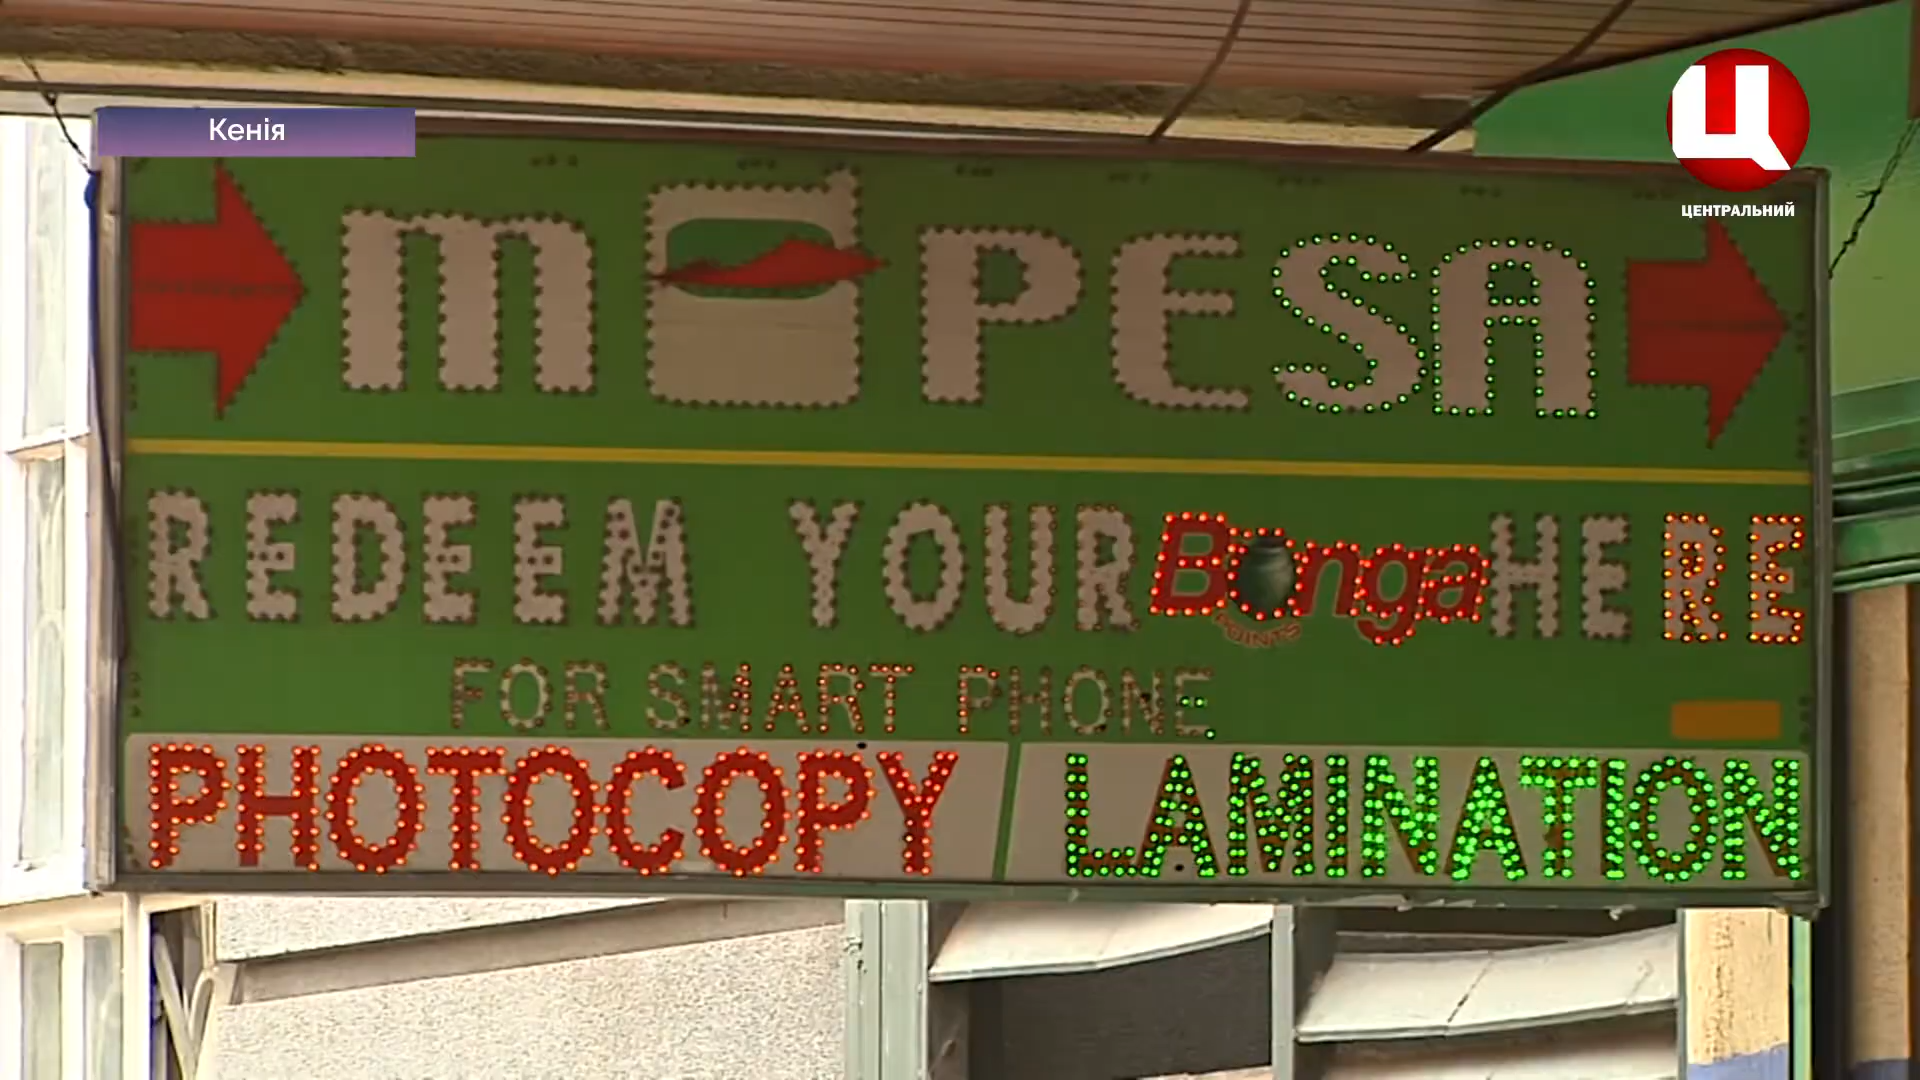 Кенія
Ц
ЦЕНТРАЛЬНИЙ
m PESA
REDEEM YOUR Bonga POINTS HERE
FOR SMART PHONE.
PHOTOCOPY LAMINATION